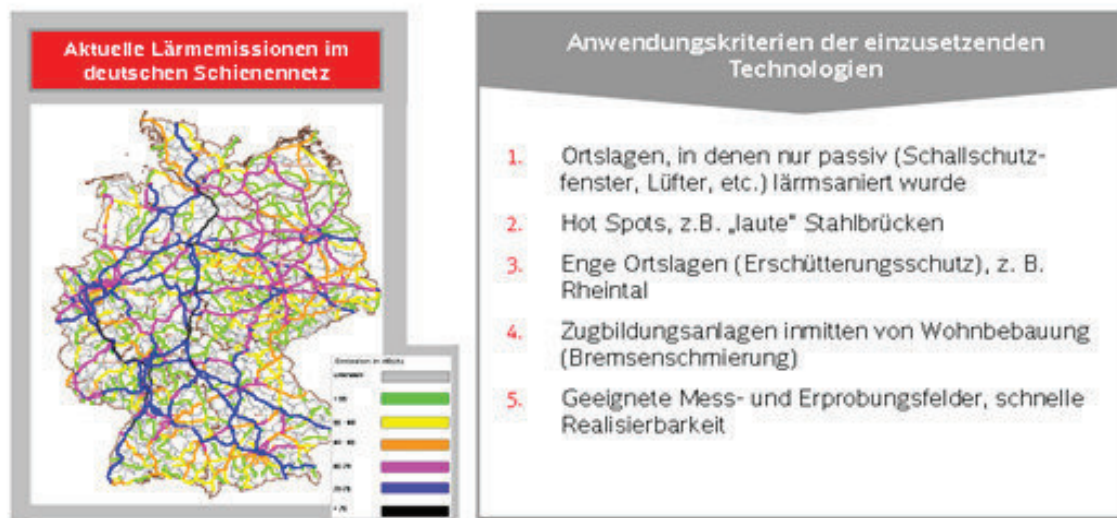 Aktuelle Lärmemissionen im
deutschen Schienennetz
Anwendungskriterien der einzusetzenden
Technologien
1. Ortslagen, in denen nur passiv (Schallschutz-
fenster, Lüfter, etc.) lärmsaniert wurde
2. Hot Spots, z.B. „laute" Stahlbrücken
3. Enge Ortslagen (Erschütterungsschutz), z. B.
Rheintal
4. Zugbildungsanlagen inmitten von Wohnbebauung
(Bremsenschmierung)
5. Geeignete Mess- und Erprobungsfelder, schnelle
Realisierbarkeit